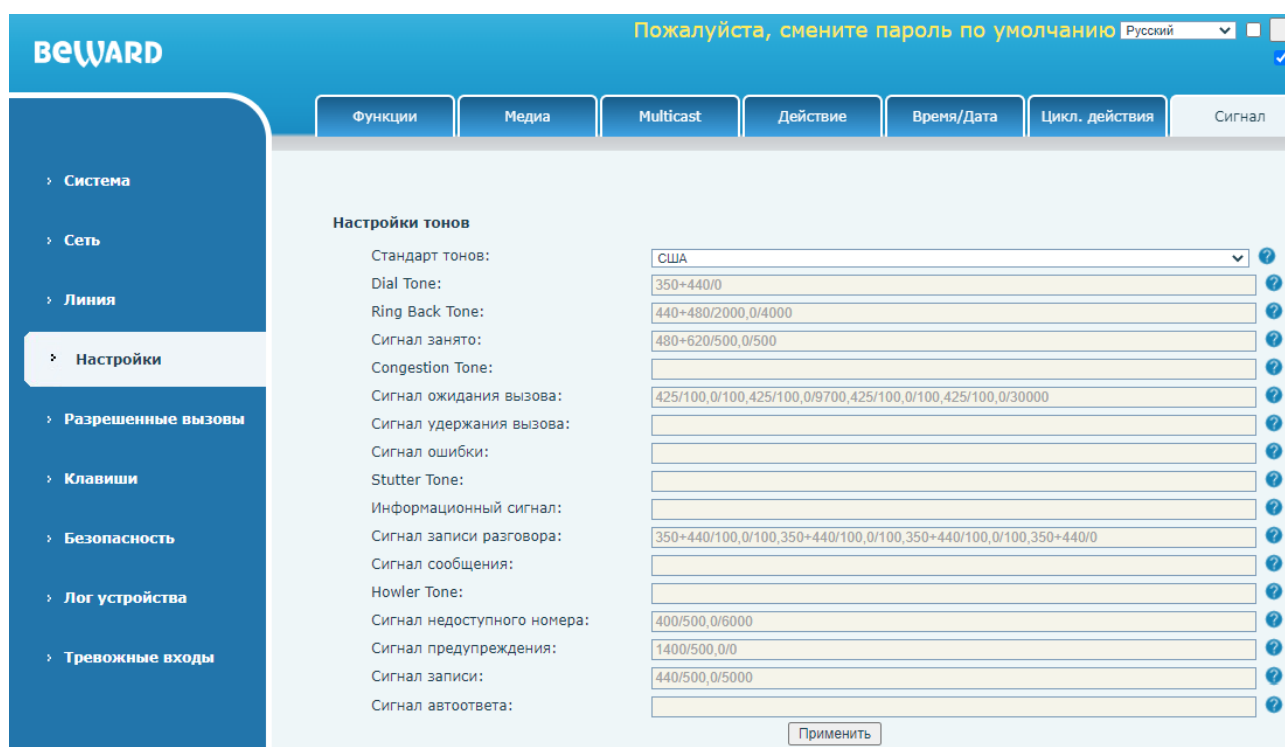 Пожалуйста, смените пароль по умолчанию Русский
BEWARD
Функции Медиа Multicast Действие Время/Дата Цикл. действия Сигнал
Система
Сеть
Линия
Настройки
Разрешенные вызовы
Клавиши
Безопасность
Лог устройства
Тревожные входы
Настройки тонов
Стандарт тонов: США
Dial Tone: 350+440/0
Ring Back Tone: 440+480/2000,0/4000
Сигнал занято: 480+620/500,0/500
Congestion Tone:
Сигнал ожидания вызова: 425/100,0/100,425/100,0/9700,425/100,0/100,425/100,0/30000
Сигнал удержания вызова:
Сигнал ошибки:
Stutter Tone:
Информационный сигнал:
Сигнал записи разговора: 350+440/100,0/100,350+440/100,0/100,350+440/100,0/100,350+440/0
Сигнал сообщения:
Howler Tone:
Сигнал недоступного номера: 400/500,0/6000
Сигнал предупреждения: 1400/500,0/0
Сигнал записи: 440/500,0/5000
Сигнал автоответа:
Применить